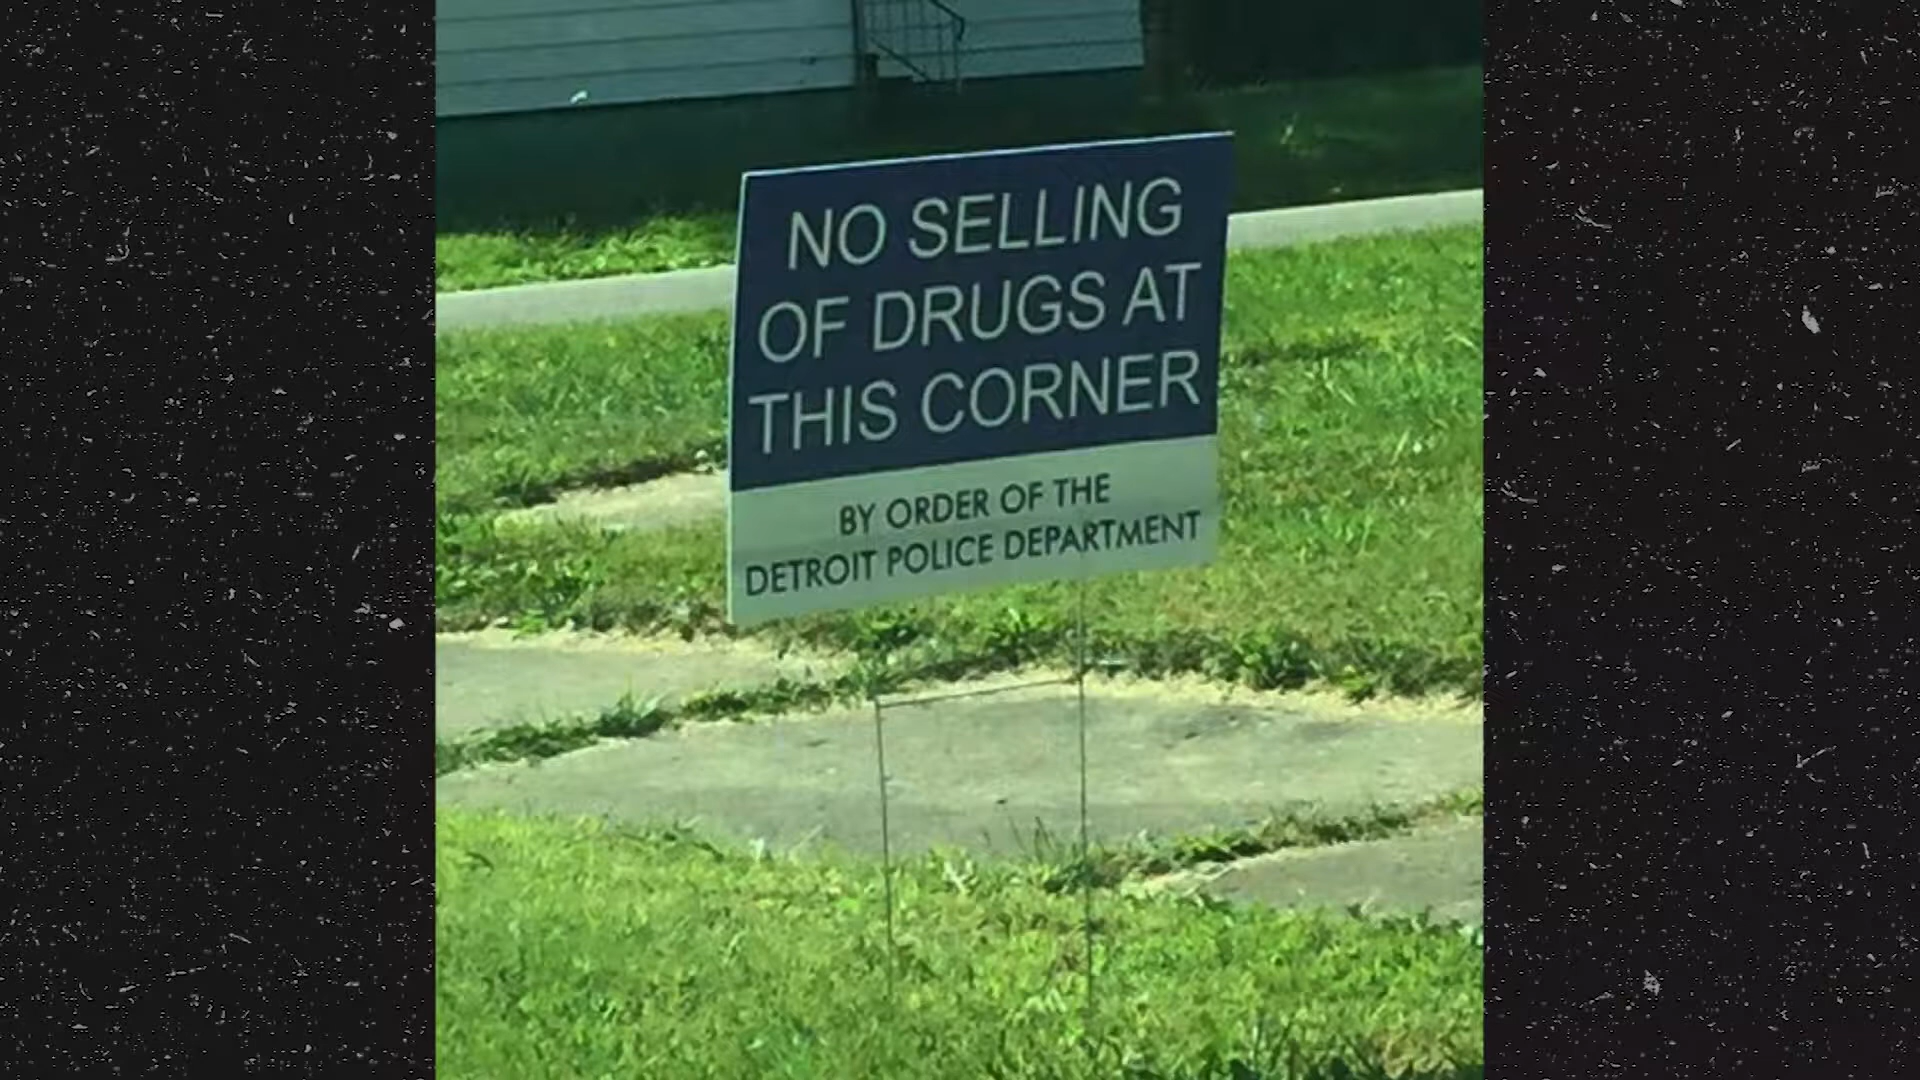 NO SELLING
OF DRUGS AT
THIS CORNER
BY ORDER OF THE
DETROIT POLICE DEPARTMENT